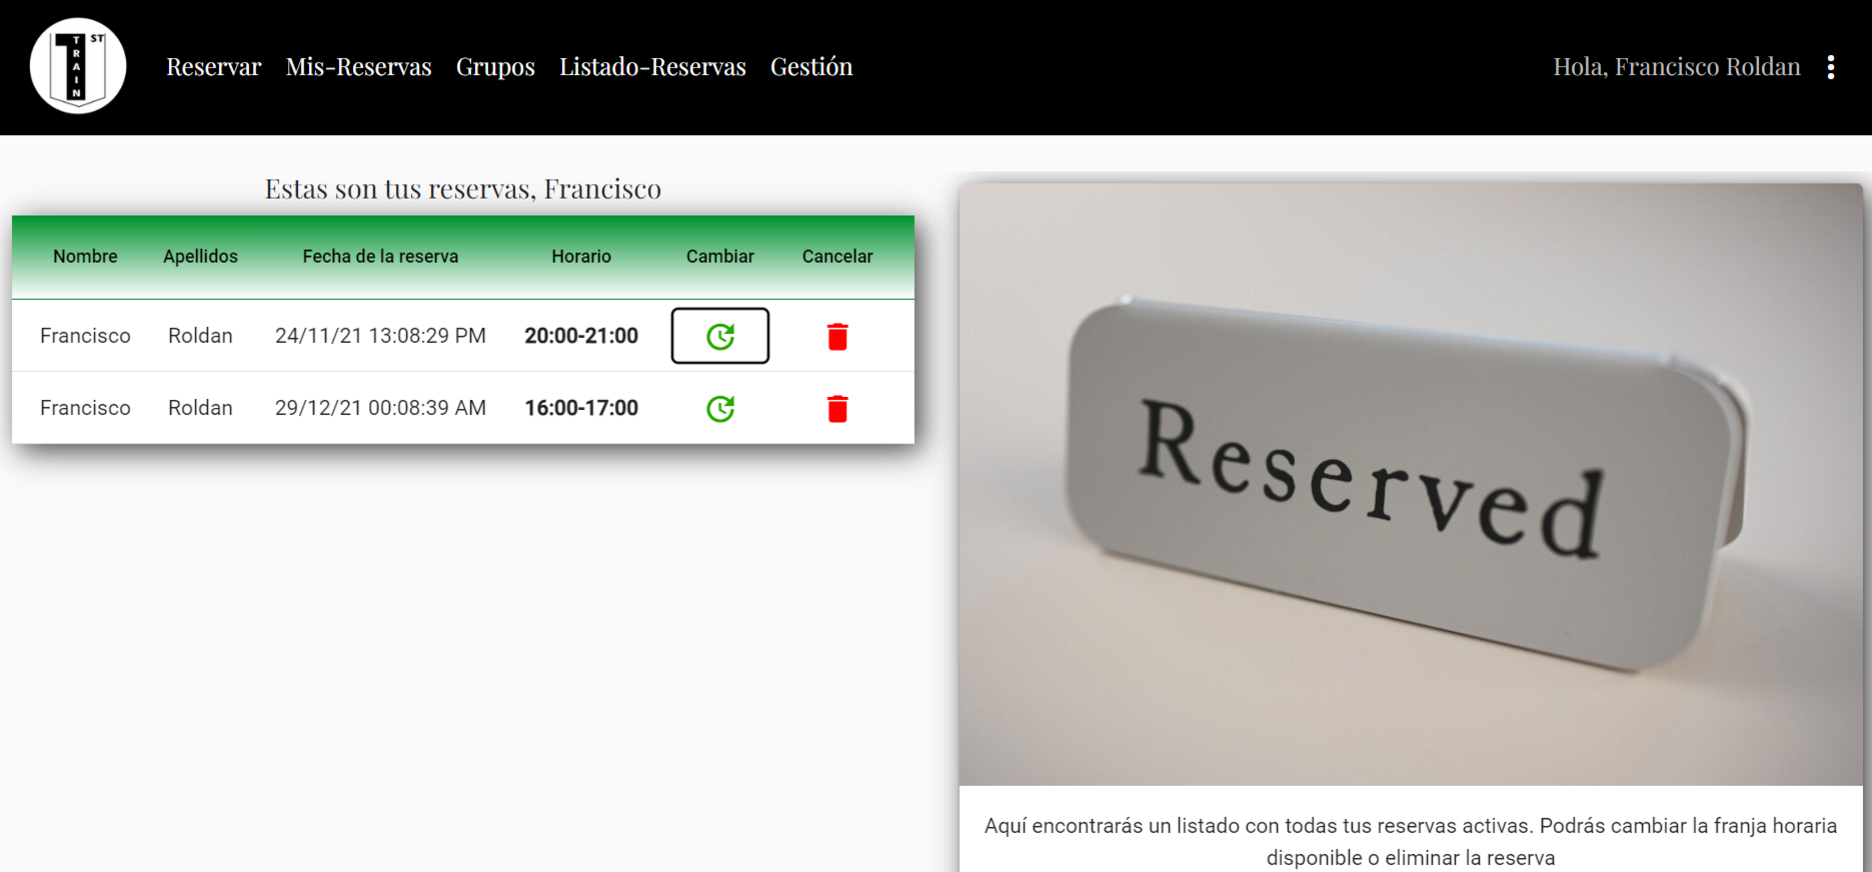 1ST
TRAIN
Reservar Mis-Reservas Grupos Listado-Reservas Gestión
Hola, Francisco Roldan
Estas son tus reservas, Francisco
Nombre Apellidos Fecha de la reserva Horario Cambiar Cancelar
Francisco Roldan 24/11/21 13:08:29 PM 20:00-21:00
Francisco Roldan 29/12/21 00:08:39 AM 16:00-17:00
Reserved
Aquí encontrarás un listado con todas tus reservas activas. Podrás cambiar la franja horaria
disponible o eliminar la reserva